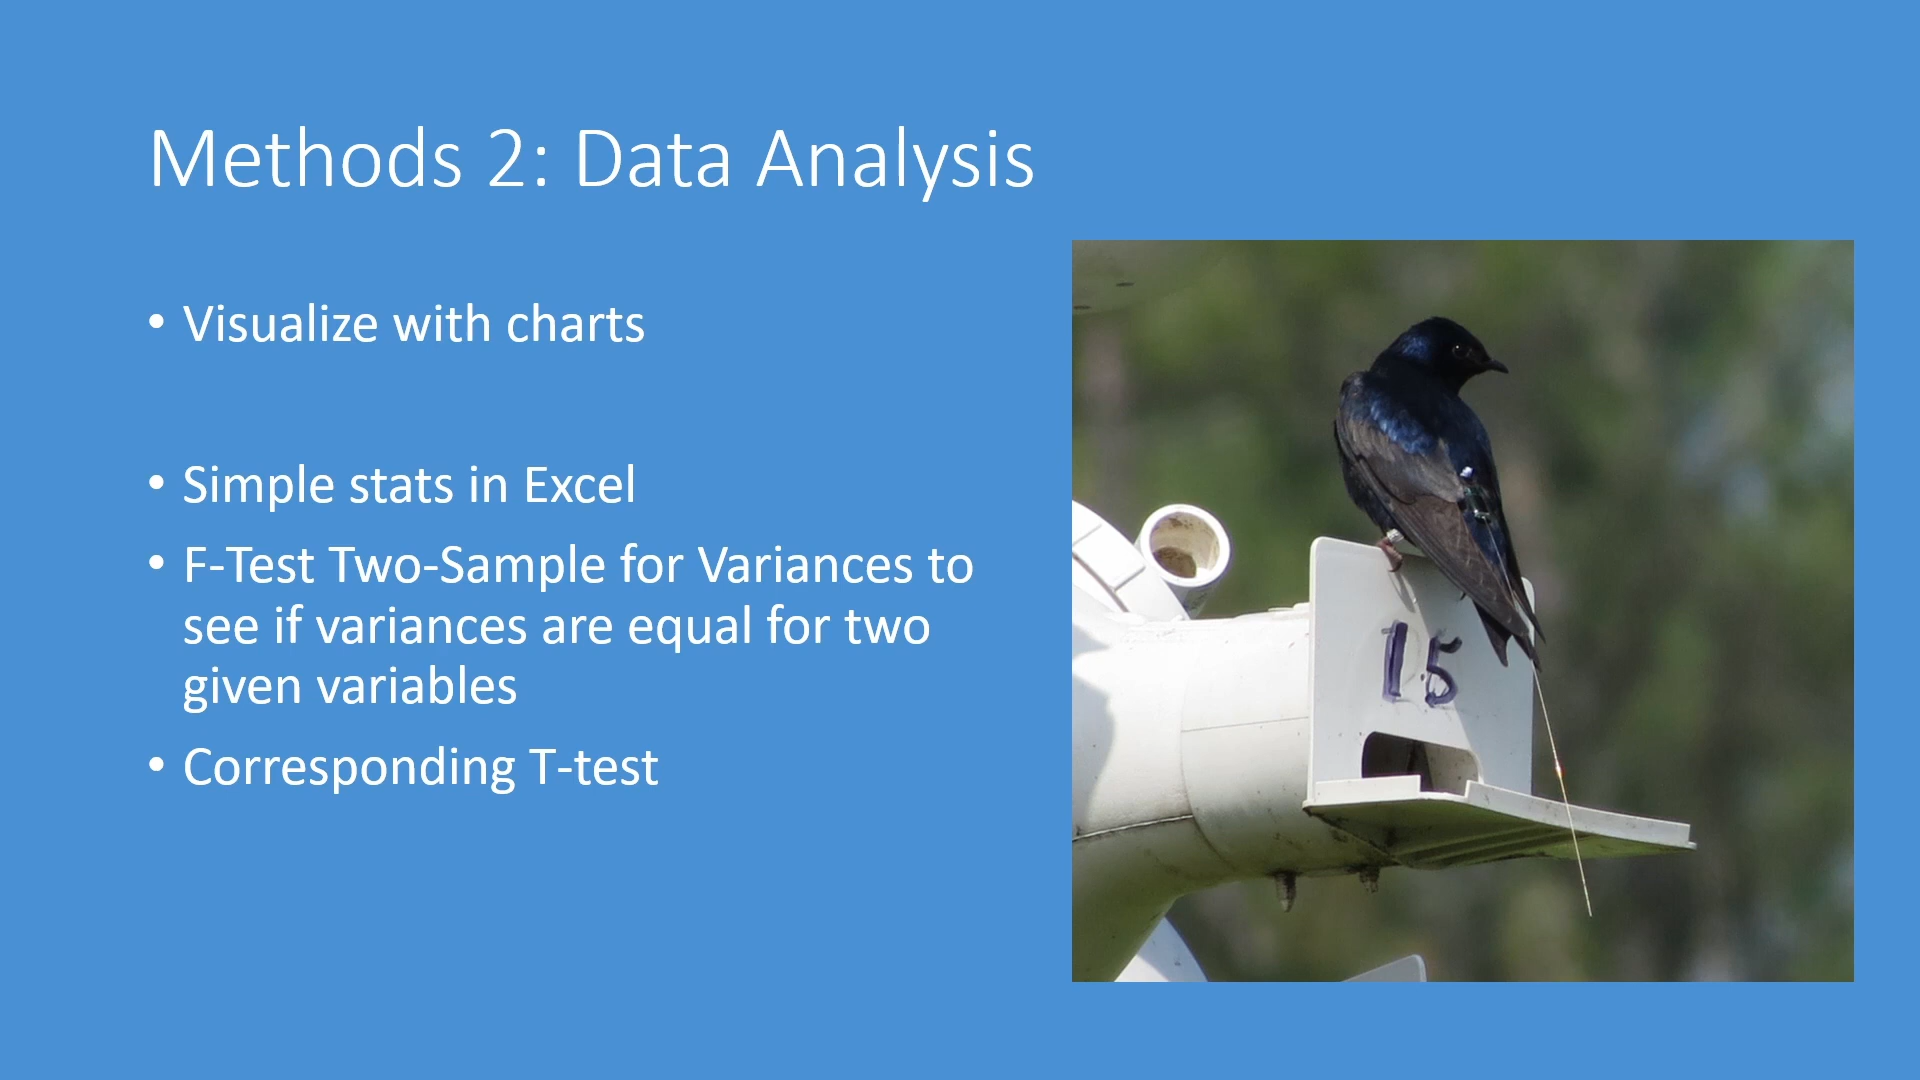 Methods 2: Data Analysis
• Visualize with charts
• Simple stats in Excel
• F-Test Two-Sample for Variances to
see if variances are equal for two
given variables
• Corresponding T-test
15